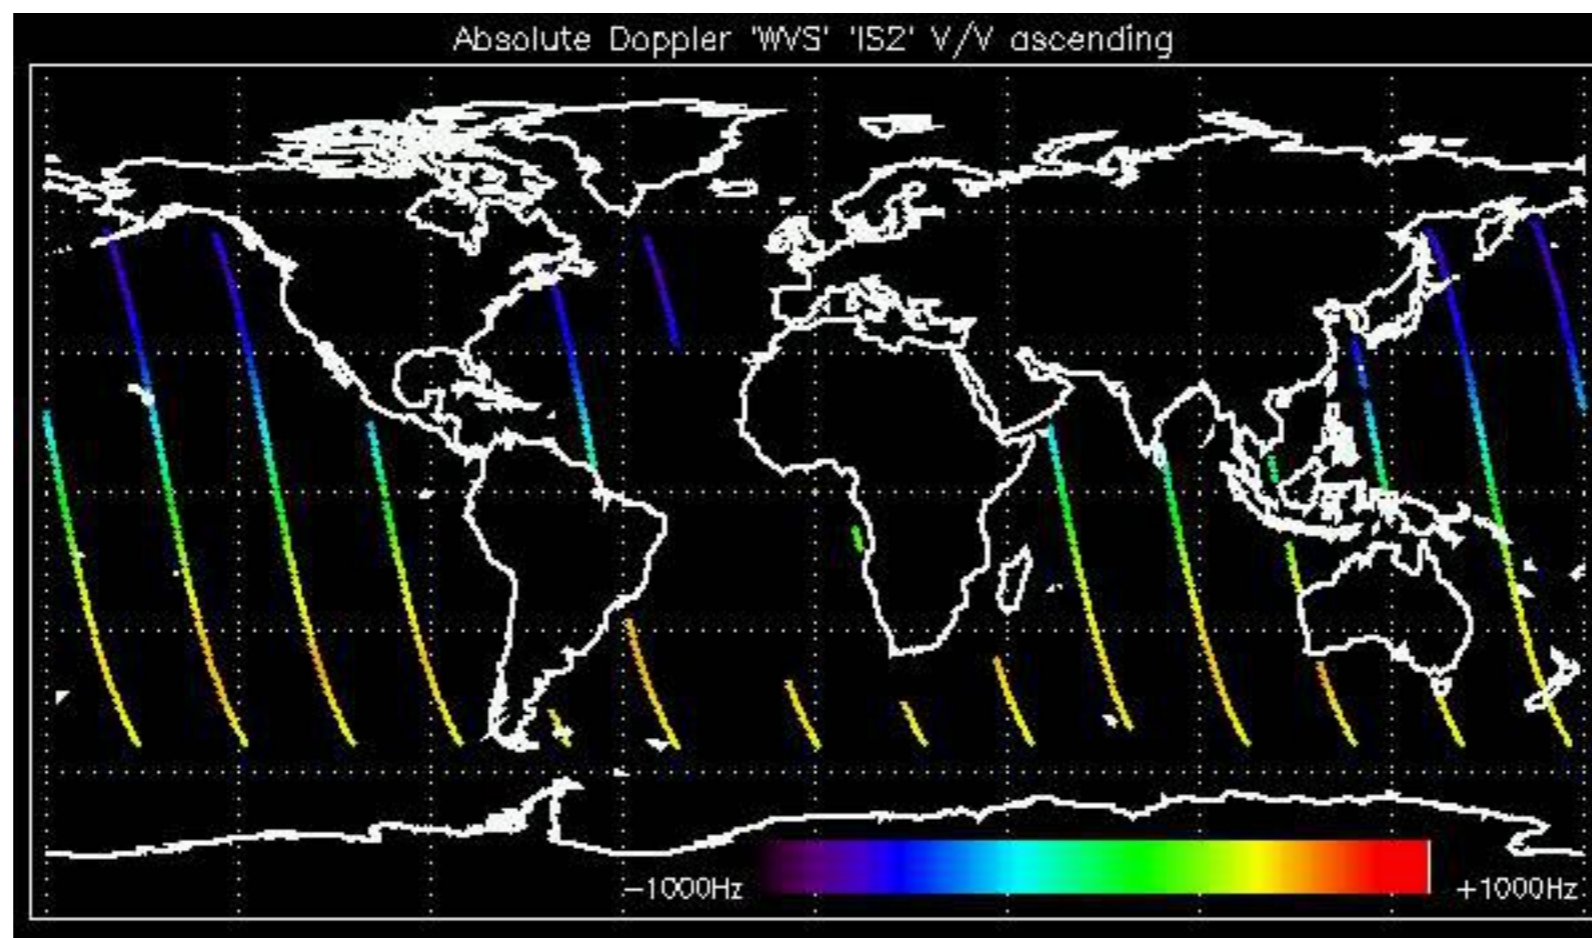 Absolute Doppler 'WVS' 'IS2' V/V ascending
−1000Hz +1000Hz